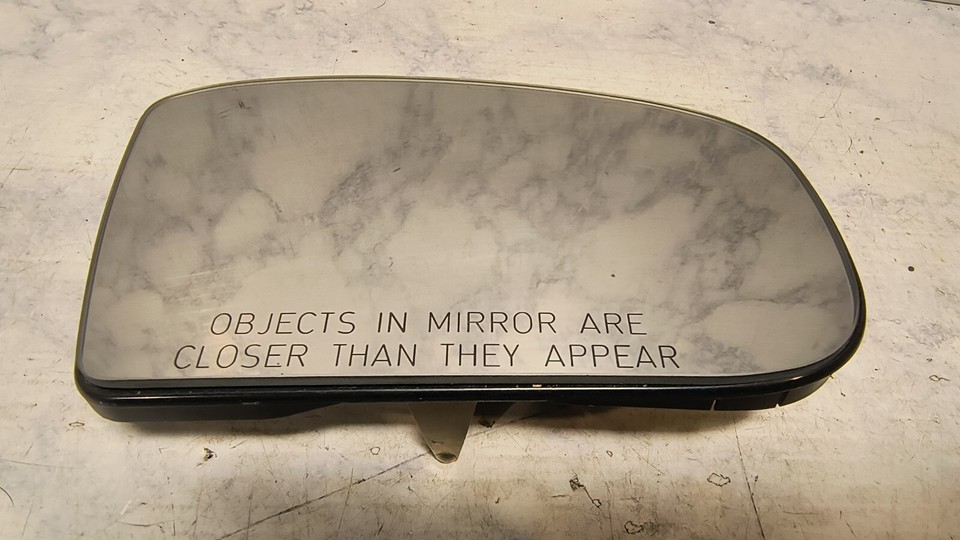 OBJECTS IN MIRROR ARE
CLOSER THAN THEY APPEAR